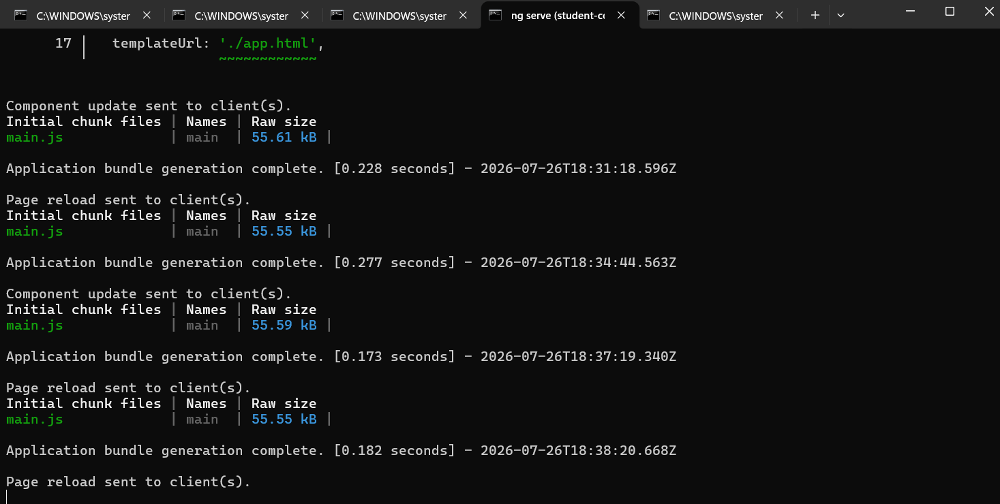 C:\WINDOWS\syster
C:\WINDOWS\syster
C:\WINDOWS\syster
ng serve (student-cc
C:\WINDOWS\syster
17 | templateUrl: './app.html',
~~~~~~~~~~~~
Component update sent to client(s).
Initial chunk files | Names | Raw size
main.js | main | 55.61 kB |
Application bundle generation complete. [0.228 seconds] - 2026-07-26T18:31:18.596Z
Page reload sent to client(s).
Initial chunk files | Names | Raw size
main.js | main | 55.55 kB |
Application bundle generation complete. [0.277 seconds] - 2026-07-26T18:34:44.563Z
Component update sent to client(s).
Initial chunk files | Names | Raw size
main.js | main | 55.59 kB |
Application bundle generation complete. [0.173 seconds] - 2026-07-26T18:37:19.340Z
Page reload sent to client(s).
Initial chunk files | Names | Raw size
main.js | main | 55.55 kB |
Application bundle generation complete. [0.182 seconds] - 2026-07-26T18:38:20.668Z
Page reload sent to client(s).